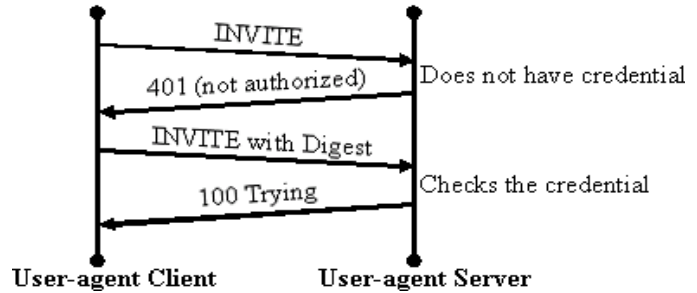 INVITE
Does not have credential
401 (not authorized)
INVITE with Digest
Checks the credential
100 Trying
User-agent Client
User-agent Server